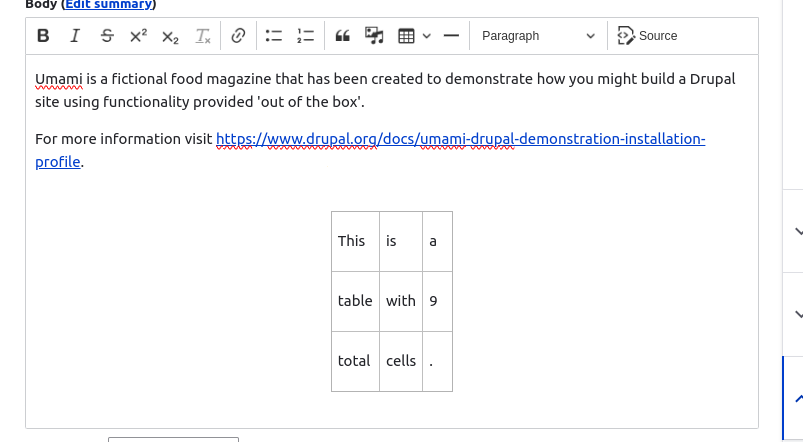 Body (Edit summary)
B I S x² x₂ Tx Paragraph Source
Umami is a fictional food magazine that has been created to demonstrate how you might build a Drupal
site using functionality provided 'out of the box'.
For more information visit https://www.drupal.org/docs/umami-drupal-demonstration-installation-
profile.
This is a
table with 9
total cells .